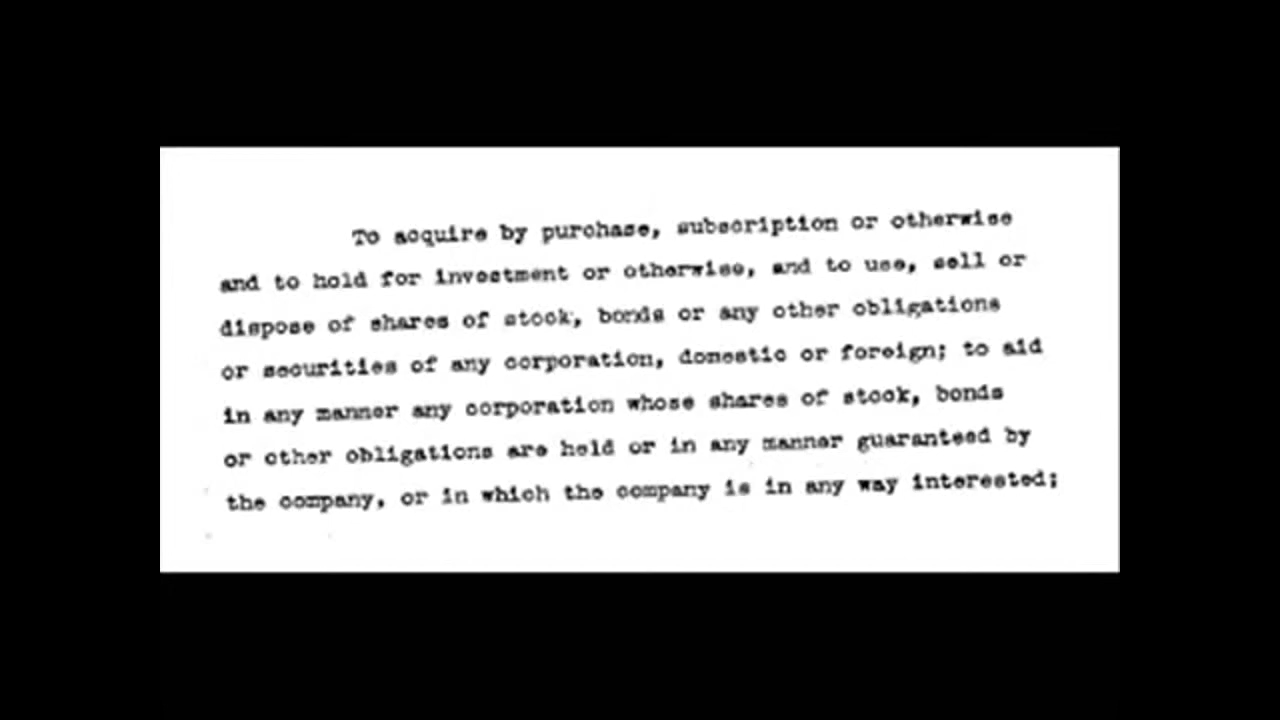 To acquire by purchase, subscription or otherwise
and to hold for investment or otherwise, and to use, sell or
dispose of shares of stock, bonds or any other obligations
or securities of any corporation, domestic or foreign; to aid
in any manner any corporation whose shares of stock, bonds
or other obligations are held or in any manner guaranteed by
the company, or in which the company is in any way interested;